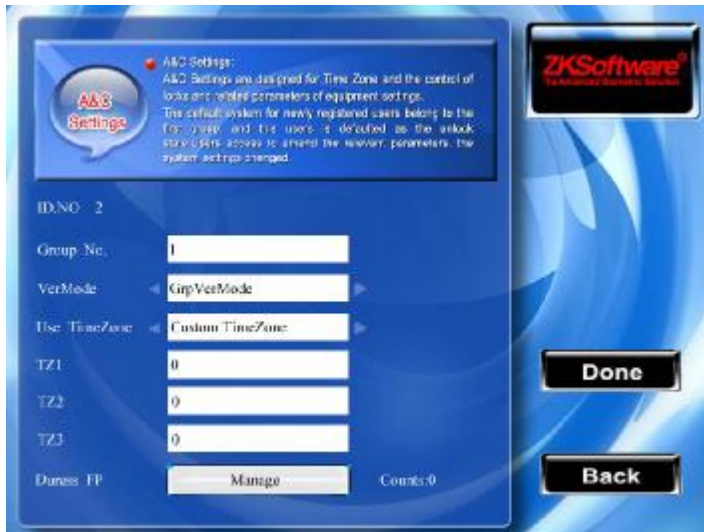 A&C Settings:
A&C Settings are designed for Time Zone and the control of
locks and related parameters of equipment settings.
The default system for newly registered users belong to the
first group, and the users is defaulted as the unlock
state users access to amend the relevant parameters, the
system settings changed.
A&C
Settings
ZKSoftware®
ID.NO 2
Group No. 1
VerMode GrpVerMode
Use TimeZone Custom TimeZone
TZ1 0
TZ2 0
TZ3 0
Duress FP Manage Counts:0
Done
Back